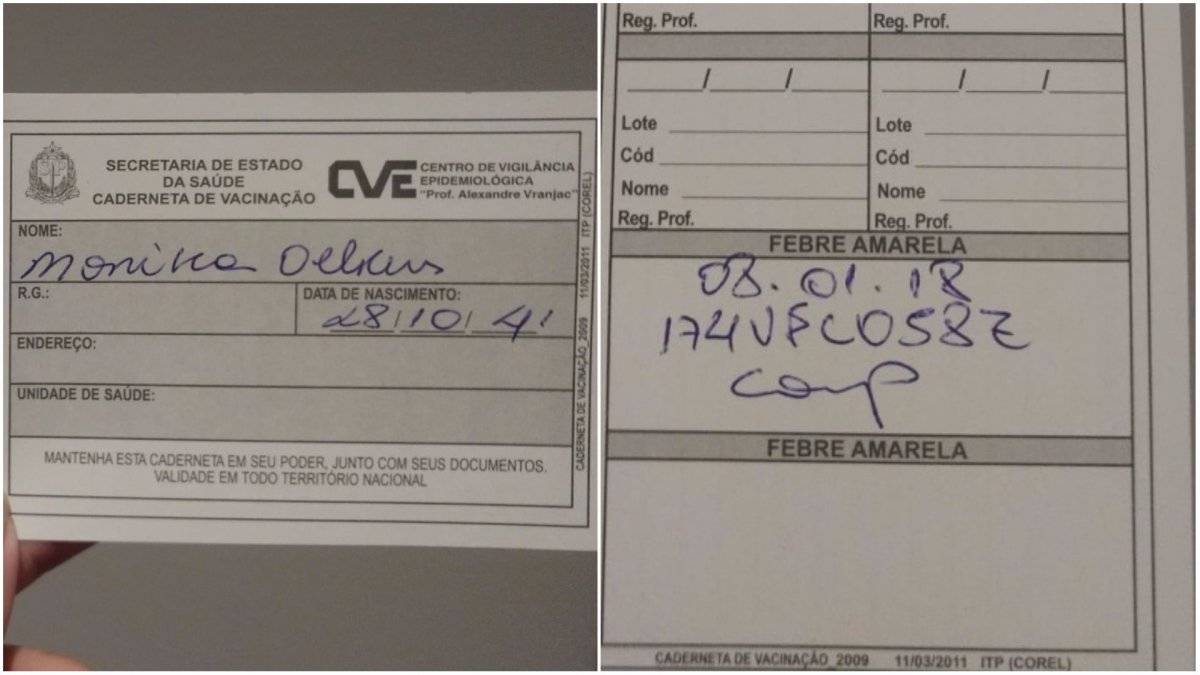 SECRETARIA DE ESTADO
DA SAÚDE
CADERNETA DE VACINAÇÃO
CVE
CENTRO DE VIGILÂNCIA
EPIDEMIOLÓGICA
"Prof. Alexandre Vranjac"
NOME:
Monika
R.G.:
DATA DE NASCIMENTO:
28/10/41
ENDEREÇO:
UNIDADE DE SAÚDE:
MANTENHA ESTA CADERNETA EM SEU PODER, JUNTO COM SEUS DOCUMENTOS.
VALIDADE EM TODO TERRITÓRIO NACIONAL
CADERNETA DE VACINAÇÃO_2009 11/03/2011 ITP (COREL)
Reg. Prof. Reg. Prof.
/ / / /
Lote Lote
Cód Cód
Nome Nome
Reg. Prof. Reg. Prof.
FEBRE AMARELA
08.01.18
174VFC058Z
FEBRE AMARELA
CADERNETA DE VACINAÇÃO_2009 11/03/2011 ITP (COREL)